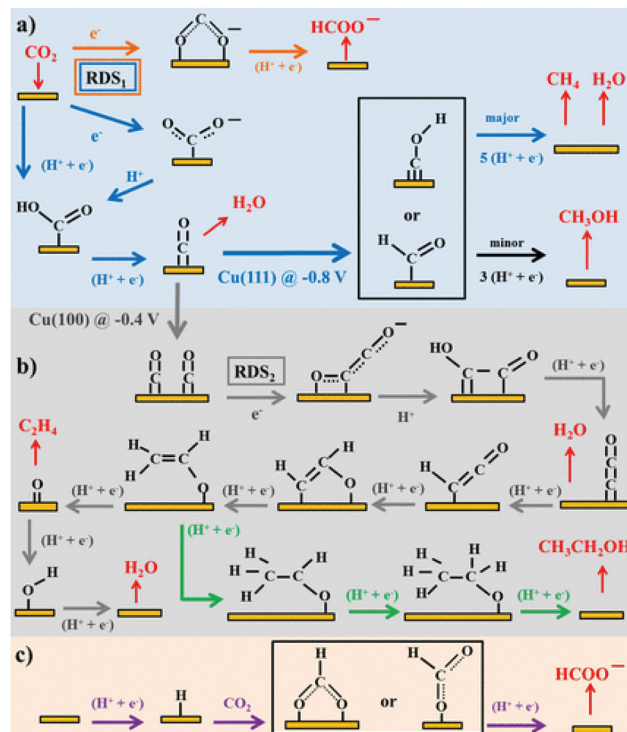 a)
CO₂
e⁻
RDS₁
C
O O
−
(H⁺ + e⁻)
HCOO⁻
e⁻
O O
C
−
(H⁺ + e⁻)
H⁺
HO O
C
(H⁺ + e⁻)
O
C
H₂O
Cu(111) @ -0.8 V
H
O
C
or
H O
C
major
5 (H⁺ + e⁻)
CH₄ H₂O
minor
3 (H⁺ + e⁻)
CH₃OH
Cu(100) @ -0.4 V
b)
O O
C C
RDS₂
e⁻
O C C O
−
H⁺
HO O
C C
(H⁺ + e⁻)
O
C
C
H₂O
(H⁺ + e⁻)
H C C O
(H⁺ + e⁻)
H H
C C O
(H⁺ + e⁻)
H H
C C
H
O
(H⁺ + e⁻)
C₂H₄
O
(H⁺ + e⁻)
O H
(H⁺ + e⁻)
H₂O
(H⁺ + e⁻)
H H
H C C
H
O
(H⁺ + e⁻)
H H
H C C H
H
O
(H⁺ + e⁻)
CH₃CH₂OH
c)
(H⁺ + e⁻)
H
CO₂
H
C
O O
or
H O
C
O
(H⁺ + e⁻)
HCOO⁻